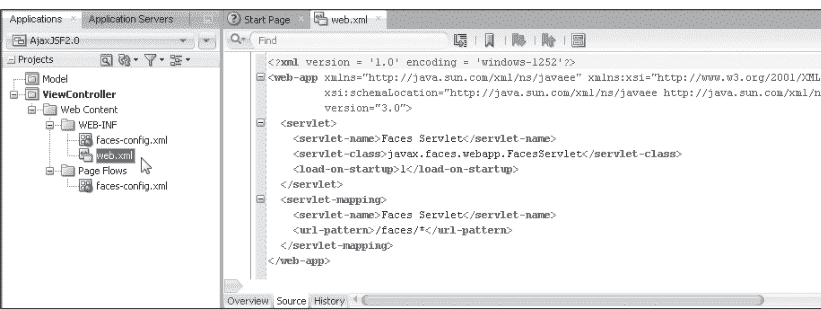 Applications
Application Servers
AjaxJSF2.0
Projects
Model
ViewController
Web Content
WEB-INF
faces-config.xml
web.xml
Page Flows
faces-config.xml
Start Page
web.xml
Find
<?xml version = '1.0' encoding = 'windows-1252'?>
<web-app xmlns="http://java.sun.com/xml/ns/javaee" xmlns:xsi="http://www.w3.org/2001/XML
xsi:schemaLocation="http://java.sun.com/xml/ns/javaee http://java.sun.com/xml/n
version="3.0">
<servlet>
<servlet-name>Faces Servlet</servlet-name>
<servlet-class>javax.faces.webapp.FacesServlet</servlet-class>
<load-on-startup>1</load-on-startup>
</servlet>
<servlet-mapping>
<servlet-name>Faces Servlet</servlet-name>
<url-pattern>/faces/*</url-pattern>
</servlet-mapping>
</web-app>
Overview Source History